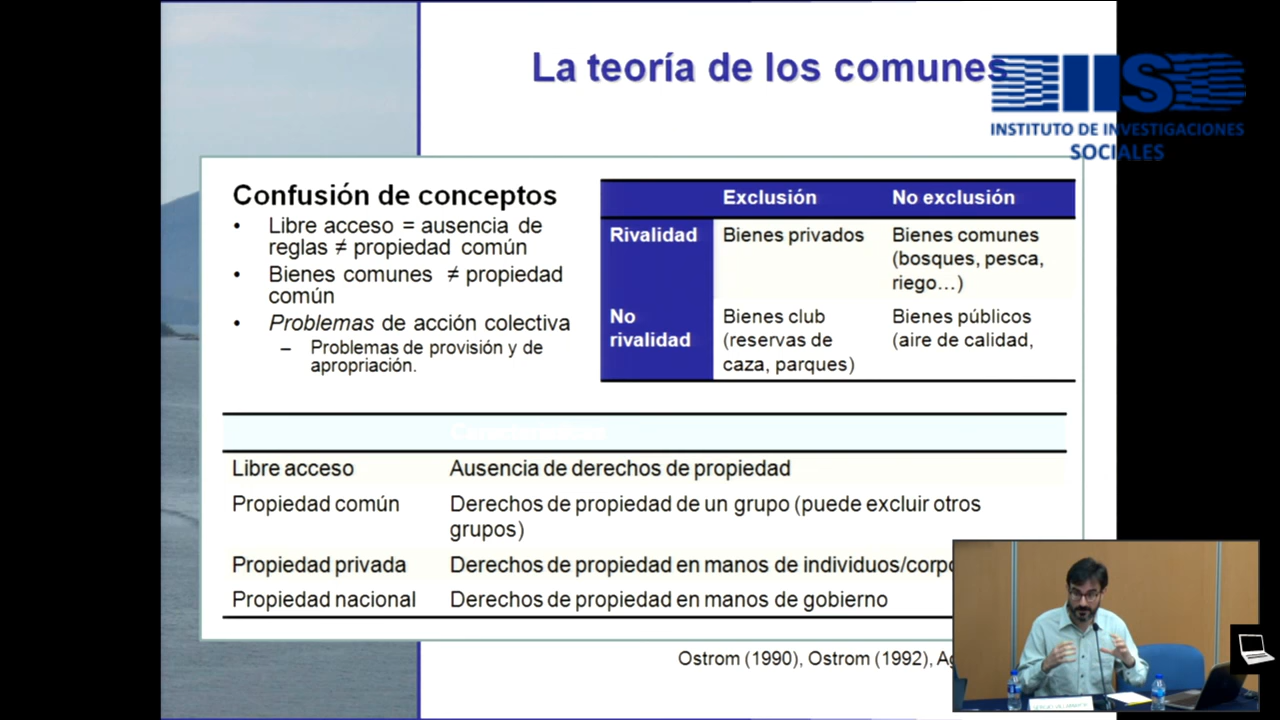 La teoría de los comunes
INSTITUTO DE INVESTIGACIONES
SOCIALES
Confusión de conceptos
• Libre acceso = ausencia de
reglas ≠ propiedad común
• Bienes comunes ≠ propiedad
común
• Problemas de acción colectiva
– Problemas de provisión y de
apropiación.
Exclusión No exclusión
Rivalidad Bienes privados Bienes comunes
(bosques, pesca,
riego…)
No Bienes club Bienes públicos
rivalidad (reservas de (aire de calidad,
caza, parques)
Libre acceso Ausencia de derechos de propiedad
Propiedad común Derechos de propiedad de un grupo (puede excluir otros
grupos)
Propiedad privada Derechos de propiedad en manos de individuos/corpo
Propiedad nacional Derechos de propiedad en manos de gobierno
Ostrom (1990), Ostrom (1992),